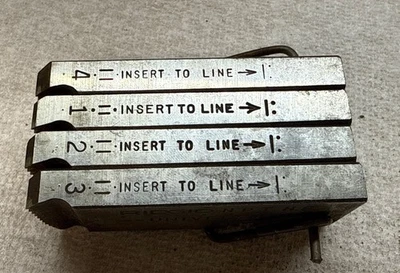 4 INSERT TO LINE →
1 INSERT TO LINE →
2 INSERT TO LINE →
3 INSERT TO LINE →